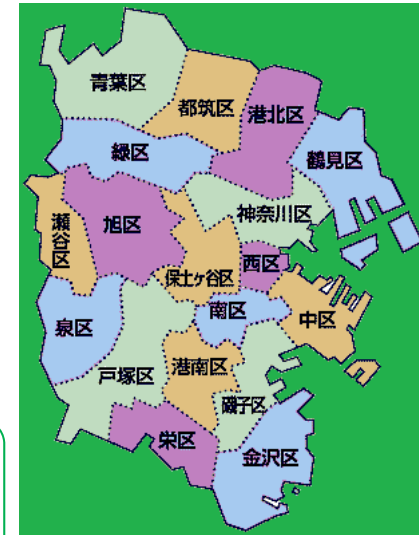 青葉区
都筑区
港北区
緑区
鶴見区
神奈川区
瀬谷区
旭区
保土ヶ谷区
西区
泉区
南区
中区
戸塚区
港南区
磯子区
栄区
金沢区